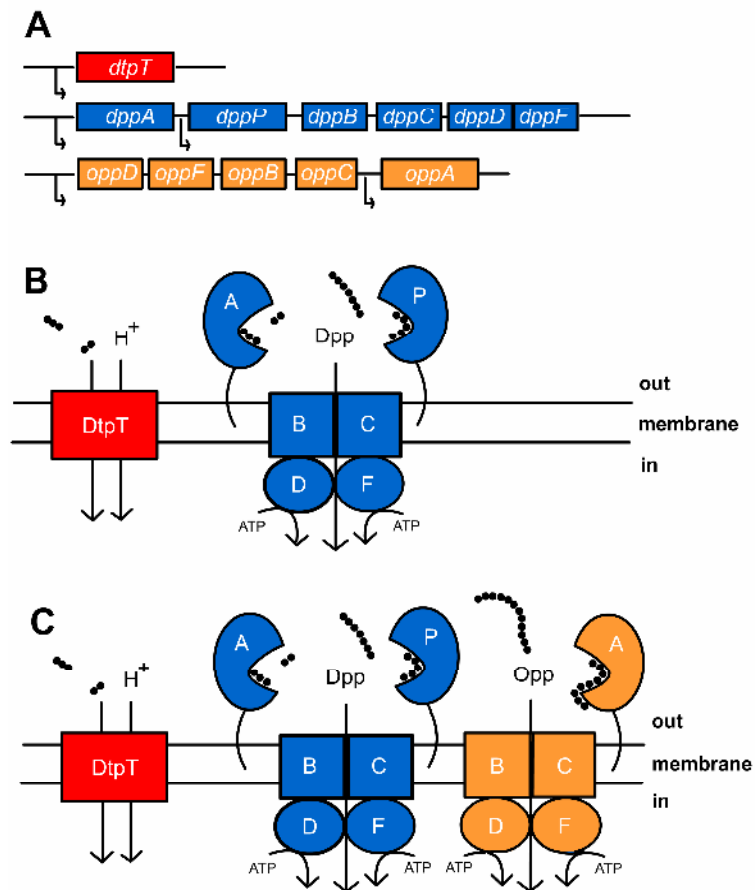 A
dtpT
dppA dppP dppB dppC dppD dppF
oppD oppF oppB oppC oppA
B
A P
H+ Dpp
out
DtpT B C membrane
in
D F
ATP ATP
C
A P A
H+ Dpp Opp
out
DtpT B C B C membrane
in
D F D F
ATP ATP ATP ATP